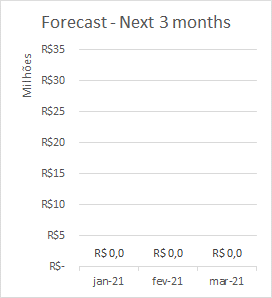 Forecast - Next 3 months
Milhões
R$35
R$30
R$25
R$20
R$15
R$10
R$5
R$-
R$ 0,0 R$ 0,0 R$ 0,0
jan-21 fev-21 mar-21